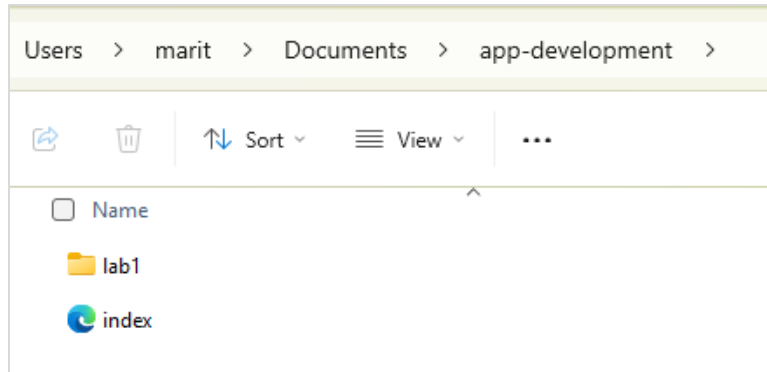 Users > marit > Documents > app-development >
Sort View ...
Name
lab1
index